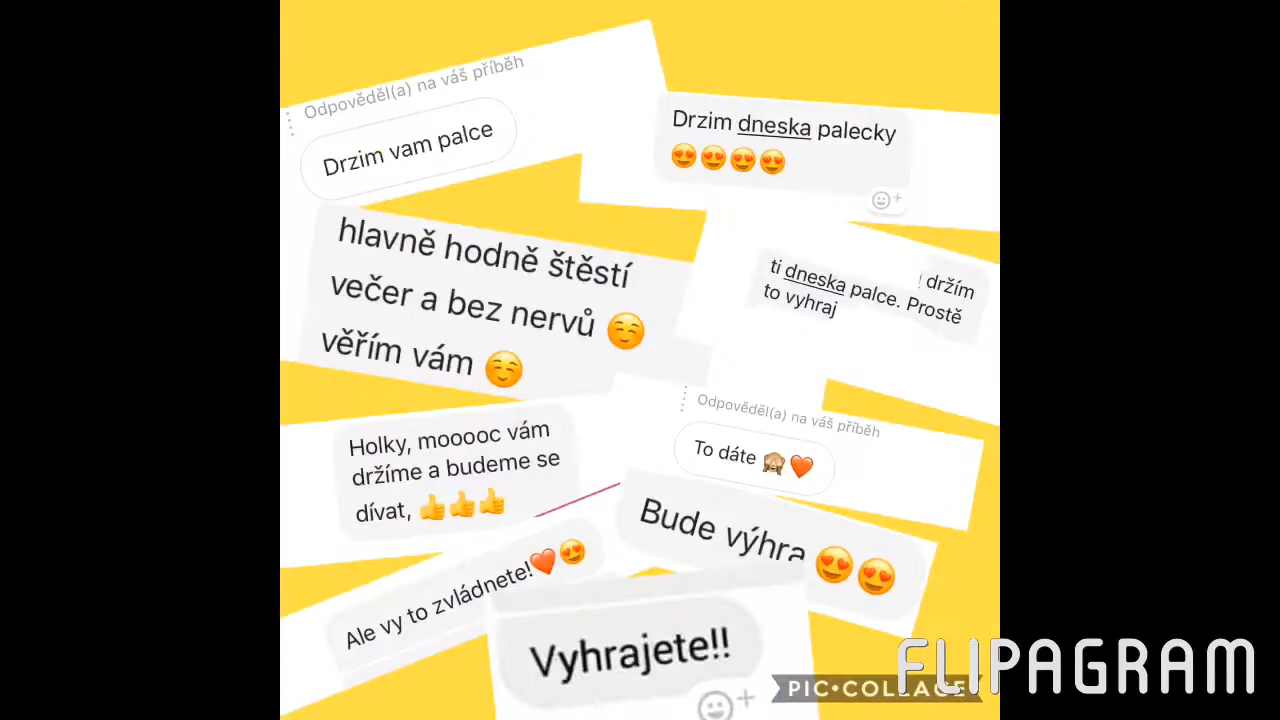 Odpověděl(a) na váš příběh
Drzim vam palce
Drzim dneska palecky
😍😍😍😍
hlavně hodně štěstí
večer a bez nervů ☺️
věřím vám ☺️
držím
ti dneska palce. Prostě
to vyhraj
Holky, mooooc vám
držíme a budeme se
dívat, 👍👍👍
Odpověděl(a) na váš příběh
To dáte 🙈❤️
Bude výhra 😍😍
Ale vy to zvládnete!❤️😍
Vyhrajete!!
PIC•COLLAGE
FLIPAGRAM